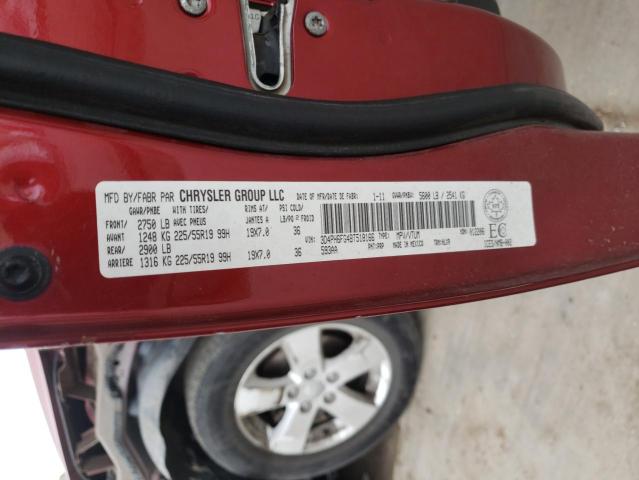 MFD BY/FABR PAR CHRYSLER GROUP LLC DATE OF MFR/DATE DE FABR: 1-11 GVWR/PNBV: 5600 LB / 2541 KG
GAWR/PNBE WITH TIRES/ RIMS AT/ PSI COLD/
FRONT/ 2750 LB AVEC PNEUS JANTES A LB/PO2 FROID
AVANT 1248 KG 225/55R19 99H 19X7.0 36
REAR/ 2900 LB
ARRIERE 1316 KG 225/55R19 99H 19X7.0 36
VIN: TYPE: MPV/VTUM
MADE IN MEXICO
EC